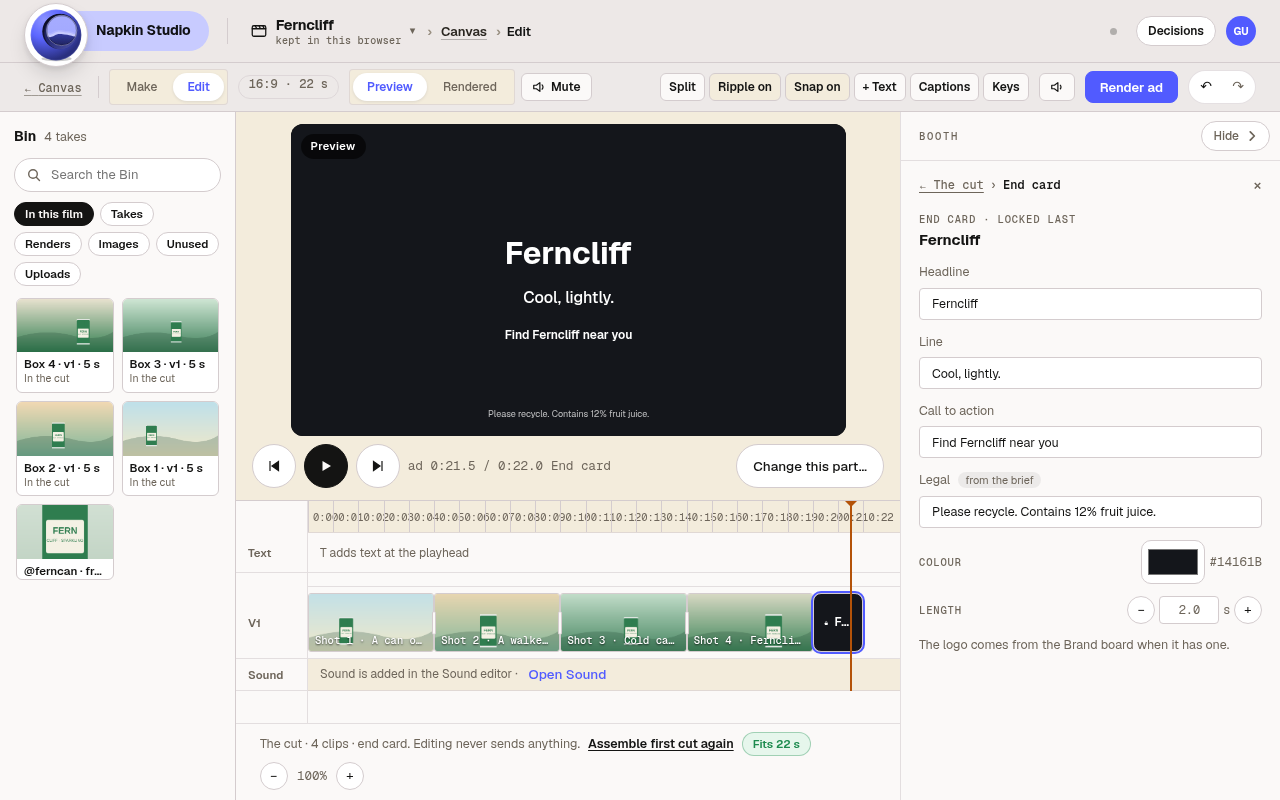 Napkin Studio
Ferncliff
kept in this browser
▾
› Canvas › Edit
Decisions
GU
← Canvas
Make
Edit
16:9 · 22 s
Preview
Rendered
Mute
Split
Ripple on
Snap on
+ Text
Captions
Keys
Render ad
Bin 4 takes
Search the Bin
In this film
Takes
Renders
Images
Unused
Uploads
Box 4 · v1 · 5 s
In the cut
Box 3 · v1 · 5 s
In the cut
Box 2 · v1 · 5 s
In the cut
Box 1 · v1 · 5 s
In the cut
FERN
@ferncan · fr…
Preview
Ferncliff
Cool, lightly.
Find Ferncliff near you
Please recycle. Contains 12% fruit juice.
ad 0:21.5 / 0:22.0 End card
Change this part…
0:22
Text
T adds text at the playhead
V1
Shot 1 · A can o…
Shot 2 · A walke…
Shot 3 · Cold ca…
Shot 4 · Ferncli…
F…
Sound
Sound is added in the Sound editor · Open Sound
The cut · 4 clips · end card. Editing never sends anything. Assemble first cut again
Fits 22 s
− 100% +
BOOTH
Hide
← The cut › End card
×
END CARD · LOCKED LAST
Ferncliff
Headline
Ferncliff
Line
Cool, lightly.
Call to action
Find Ferncliff near you
Legal from the brief
Please recycle. Contains 12% fruit juice.
COLOUR
#14161B
LENGTH
− 2.0 s +
The logo comes from the Brand board when it has one.